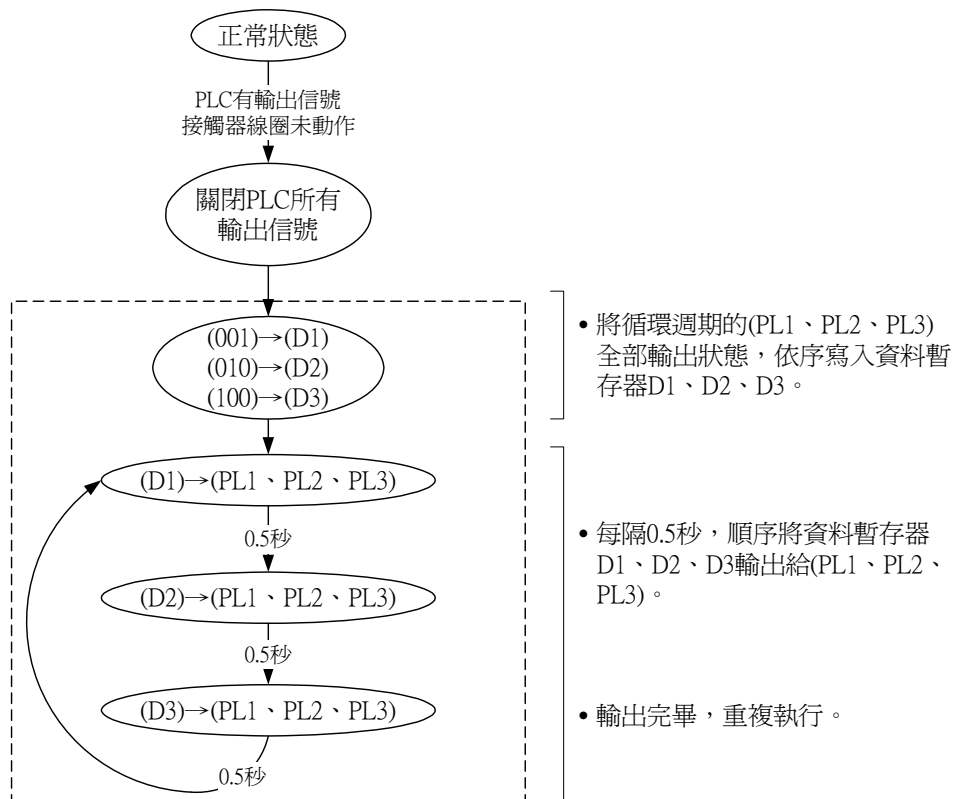 正常狀態
PLC有輸出信號
接觸器線圈未動作
關閉PLC所有
輸出信號
(001)→(D1)
(010)→(D2)
(100)→(D3)
(D1)→(PL1、PL2、PL3)
0.5秒
(D2)→(PL1、PL2、PL3)
0.5秒
(D3)→(PL1、PL2、PL3)
0.5秒
•將循環週期的(PL1、PL2、PL3)
全部輸出狀態，依序寫入資料暫
存器D1、D2、D3。
•每隔0.5秒，順序將資料暫存器
D1、D2、D3輸出給(PL1、PL2、
PL3)。
•輸出完畢，重複執行。